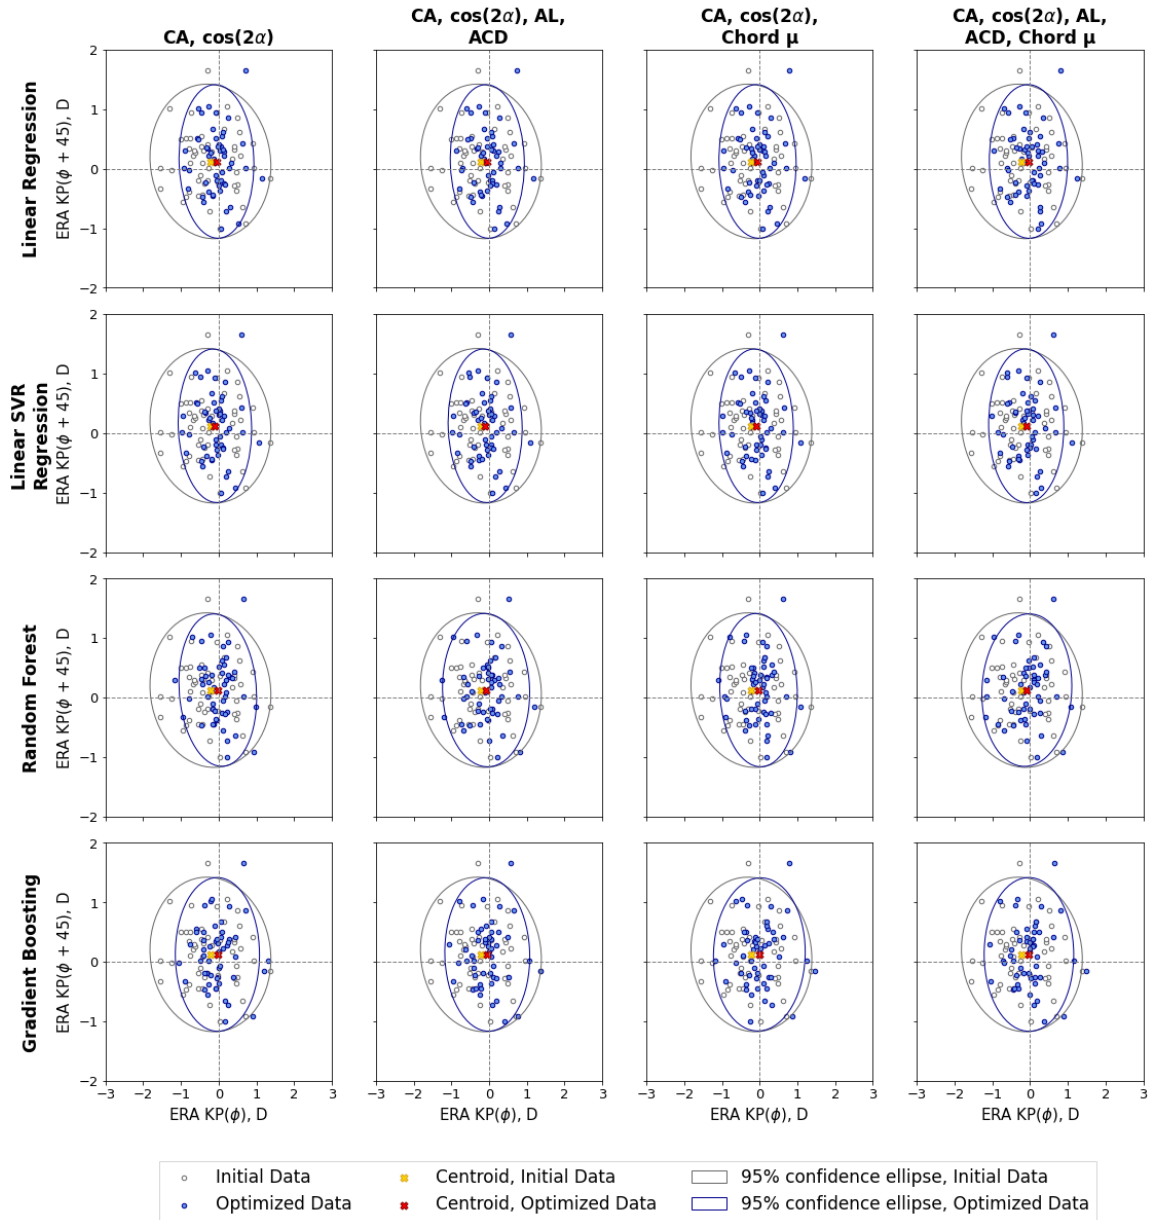 CA, cos(2α)
CA, cos(2α), AL,
ACD
CA, cos(2α),
Chord μ
CA, cos(2α), AL,
ACD, Chord μ
Linear Regression
ERA KP(ϕ + 45), D
2
1
0
−1
−2
Linear SVR
Regression
ERA KP(ϕ + 45), D
2
1
0
−1
−2
Random Forest
ERA KP(ϕ + 45), D
2
1
0
−1
−2
Gradient Boosting
ERA KP(ϕ + 45), D
2
1
0
−1
−2
−3 −2 −1 0 1 2 3
−3 −2 −1 0 1 2 3
−3 −2 −1 0 1 2 3
−3 −2 −1 0 1 2 3
ERA KP(ϕ), D
ERA KP(ϕ), D
ERA KP(ϕ), D
ERA KP(ϕ), D
Initial Data
Optimized Data
Centroid, Initial Data
Centroid, Optimized Data
95% confidence ellipse, Initial Data
95% confidence ellipse, Optimized Data